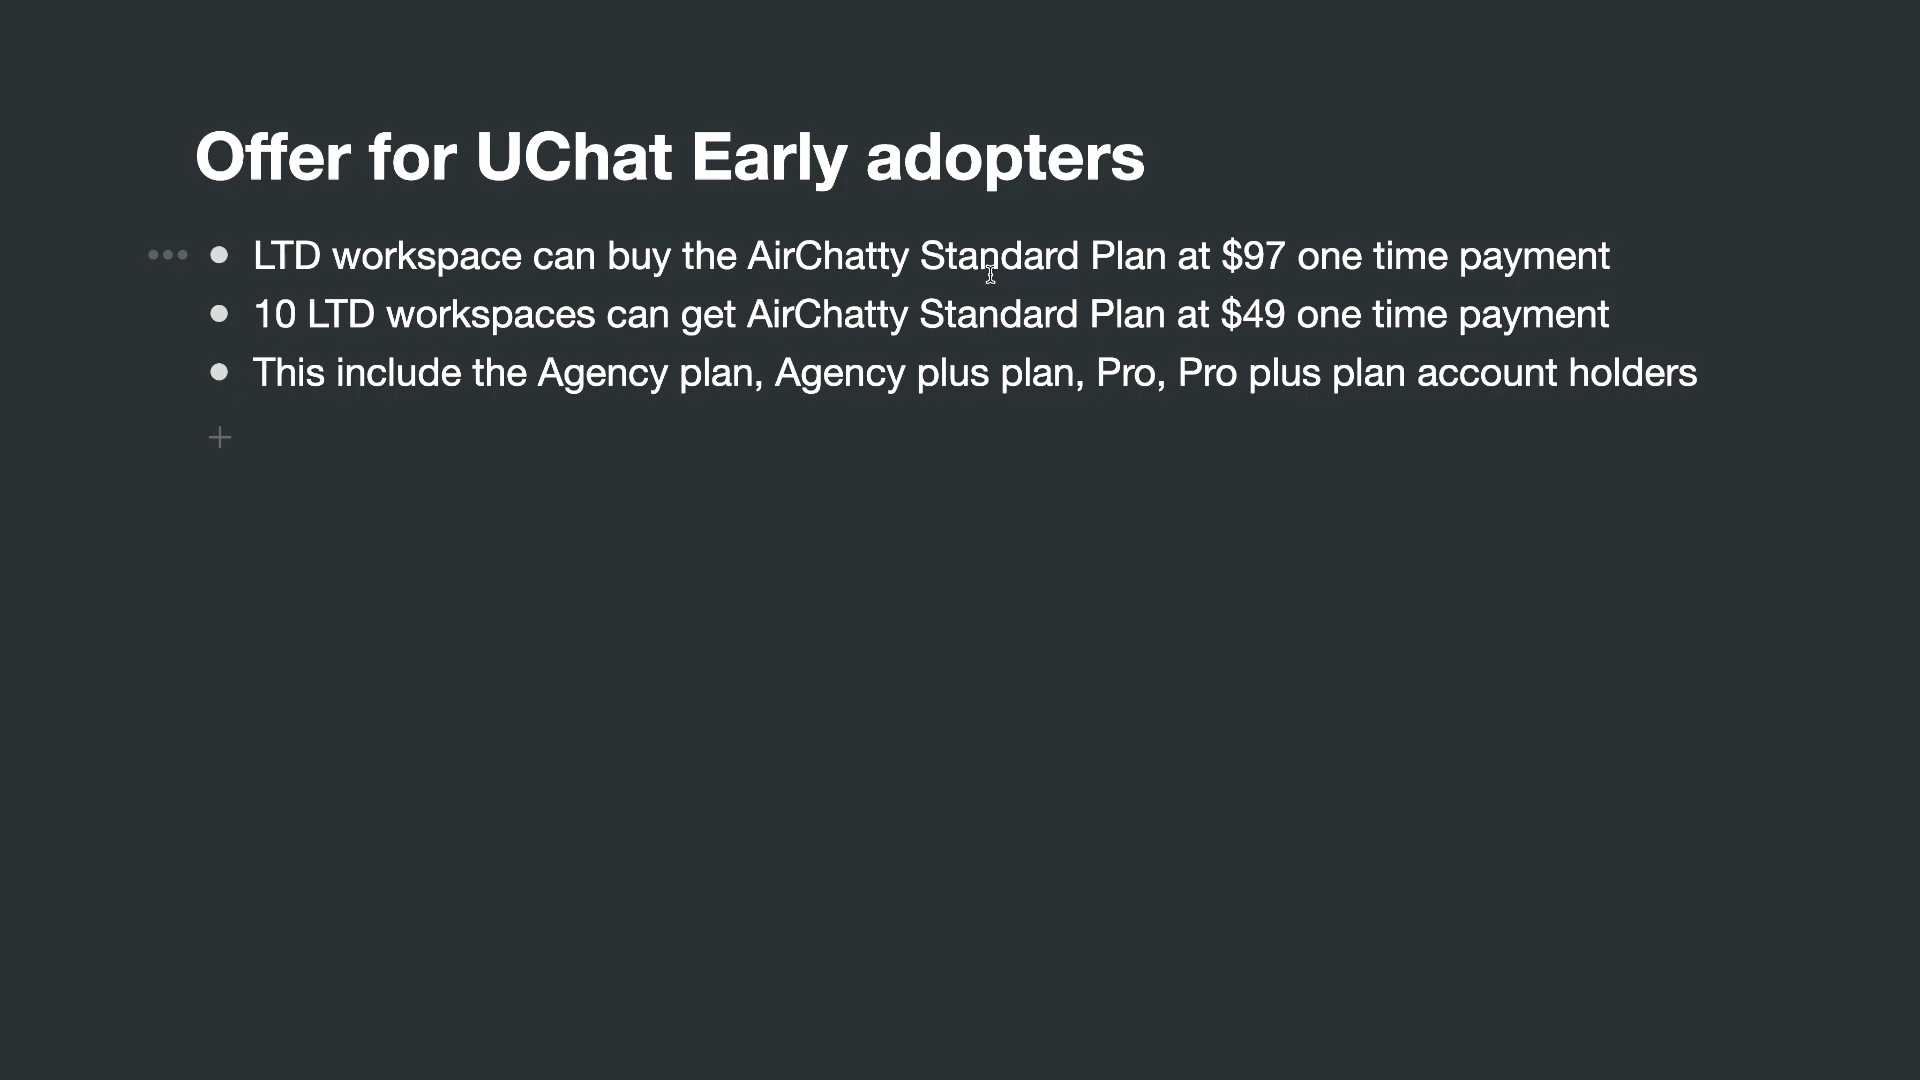 Offer for UChat Early adopters
LTD workspace can buy the AirChatty Standard Plan at $97 one time payment
10 LTD workspaces can get AirChatty Standard Plan at $49 one time payment
This include the Agency plan, Agency plus plan, Pro, Pro plus plan account holders